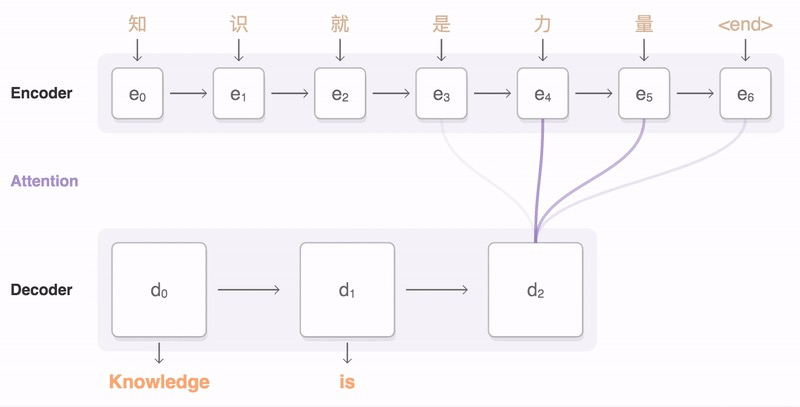 知 识 就 是 力 量 <end>
Encoder e₀ e₁ e₂ e₃ e₄ e₅ e₆
Attention
Decoder d₀ d₁ d₂
Knowledge is